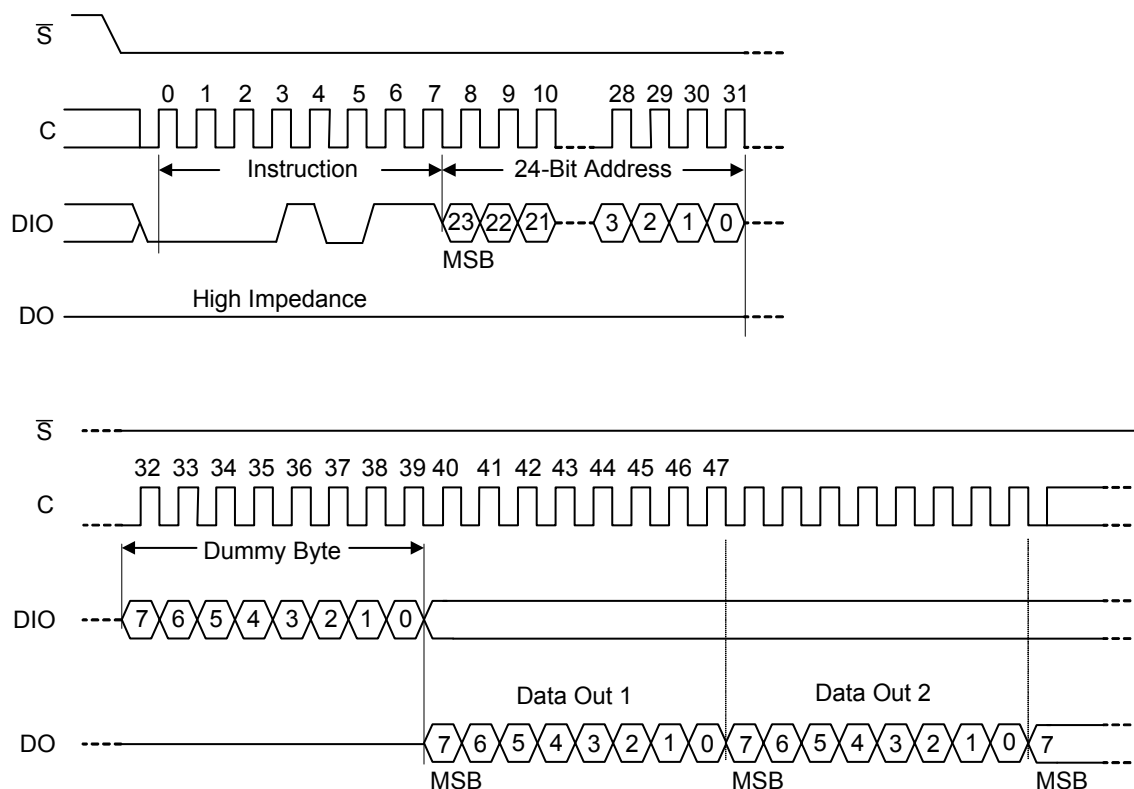 S̅
0 1 2 3 4 5 6 7 8 9 10 28 29 30 31
C
Instruction 24-Bit Address
DIO 23 22 21 3 2 1 0
MSB
High Impedance
DO
S̅
32 33 34 35 36 37 38 39 40 41 42 43 44 45 46 47
C
Dummy Byte
DIO 7 6 5 4 3 2 1 0
Data Out 1 Data Out 2
DO 7 6 5 4 3 2 1 0 7 6 5 4 3 2 1 0 7
MSB MSB MSB